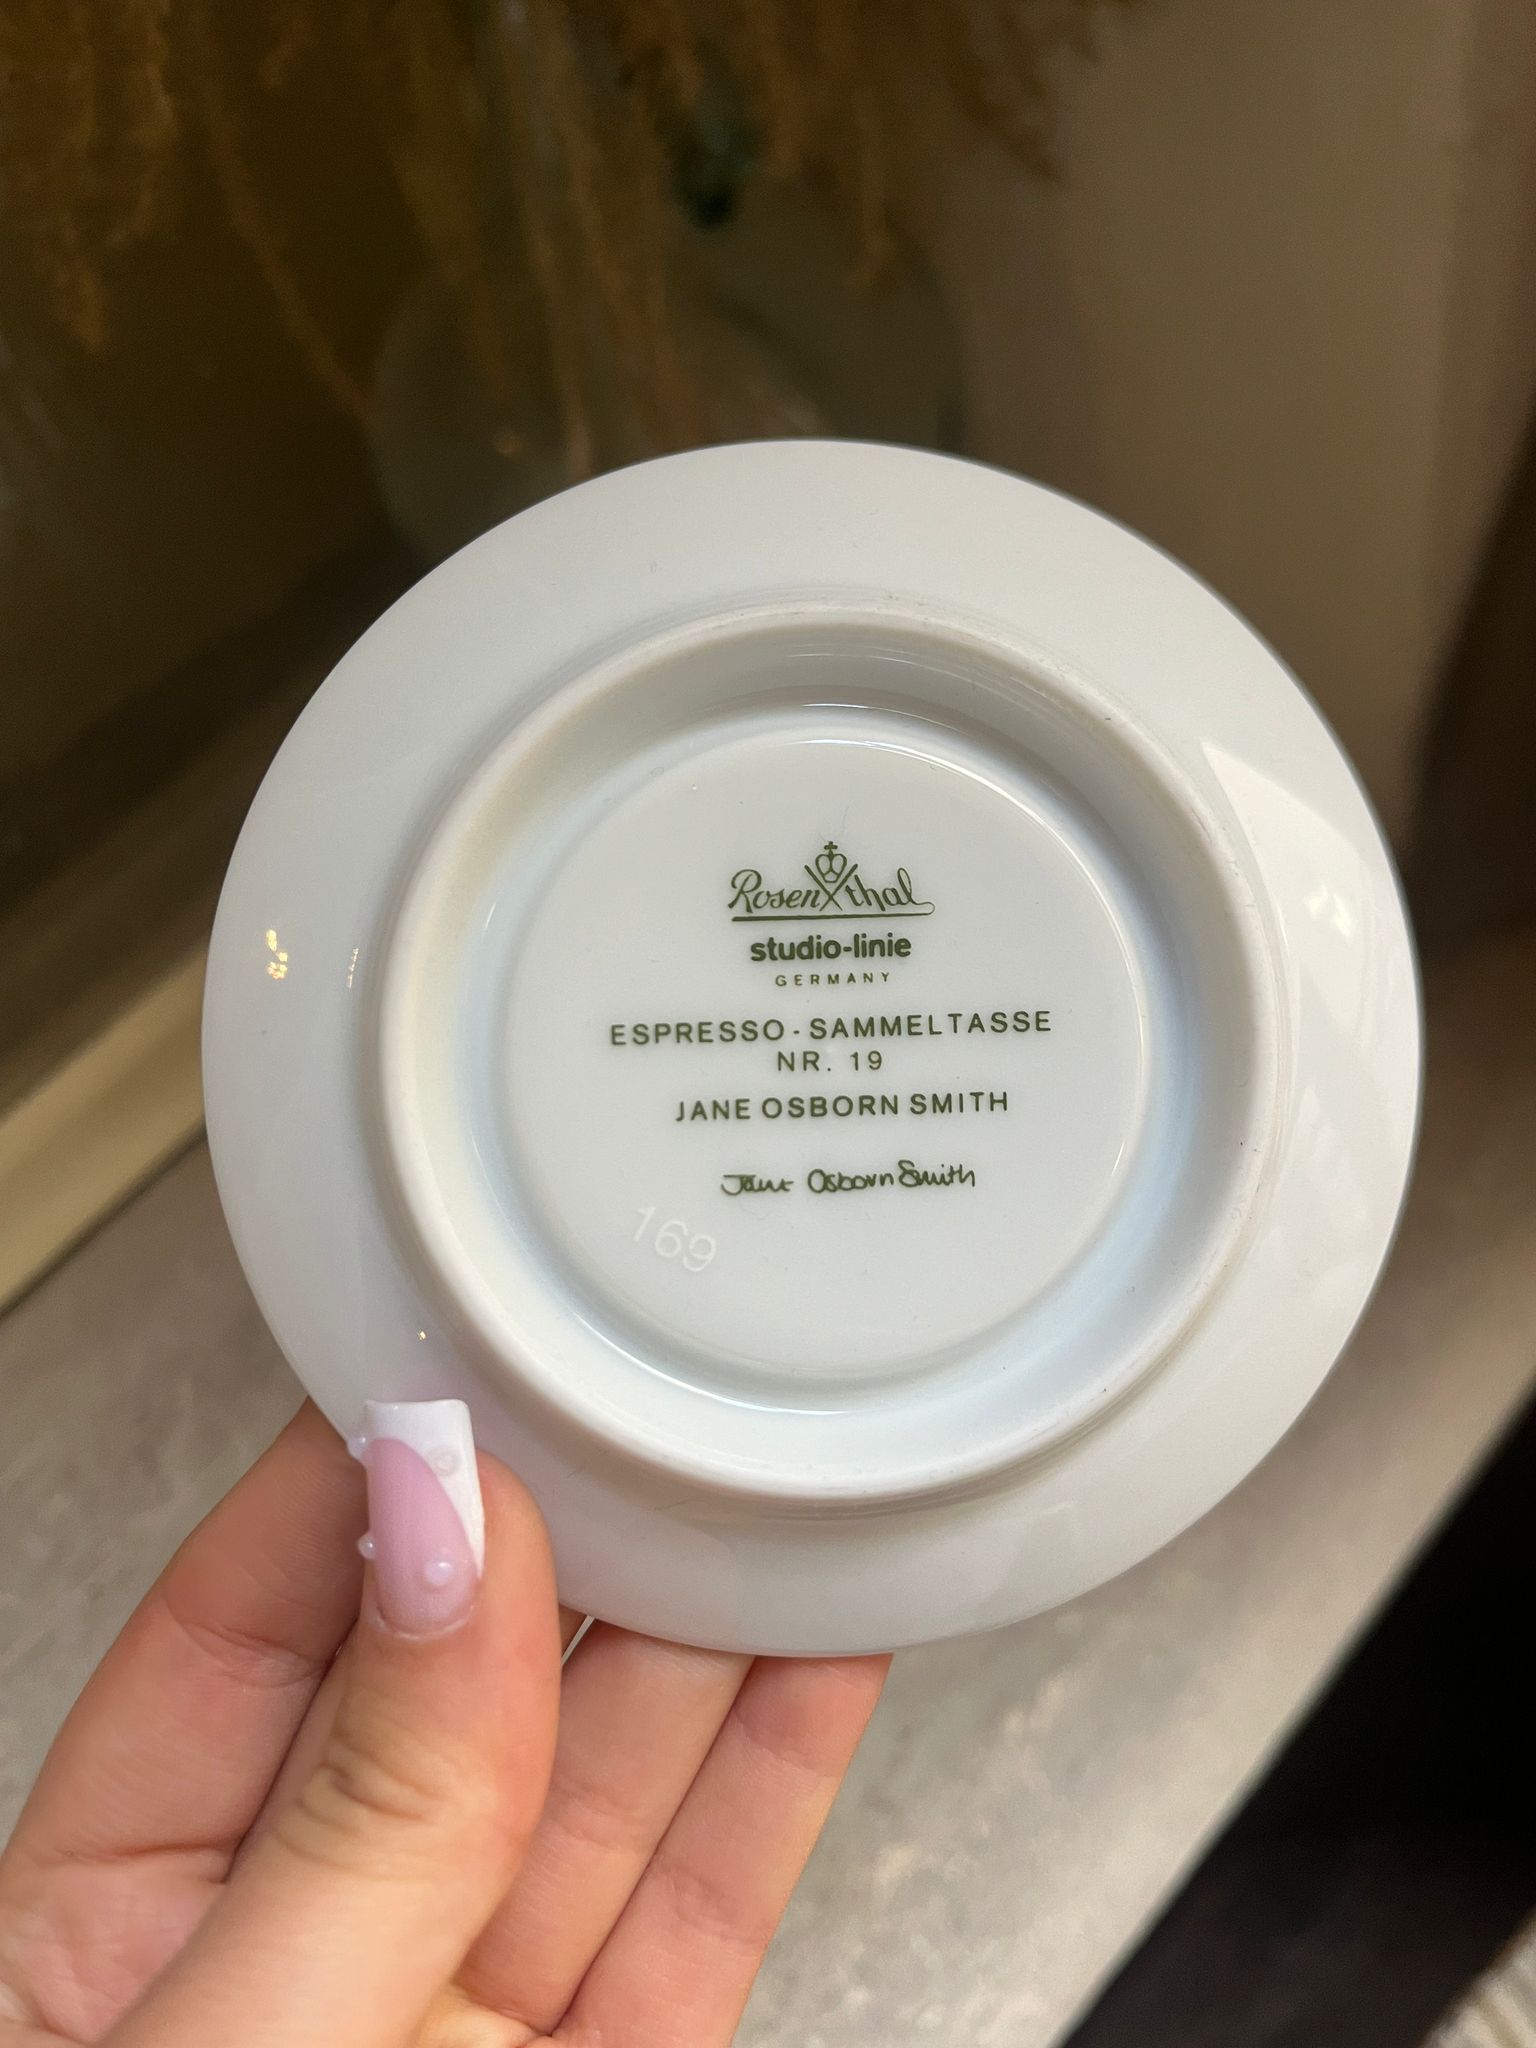 Rosenthal
studio-linie
GERMANY
ESPRESSO-SAMMELTASSE
NR. 19
JANE OSBORN SMITH
Jane Osborn Smith
169